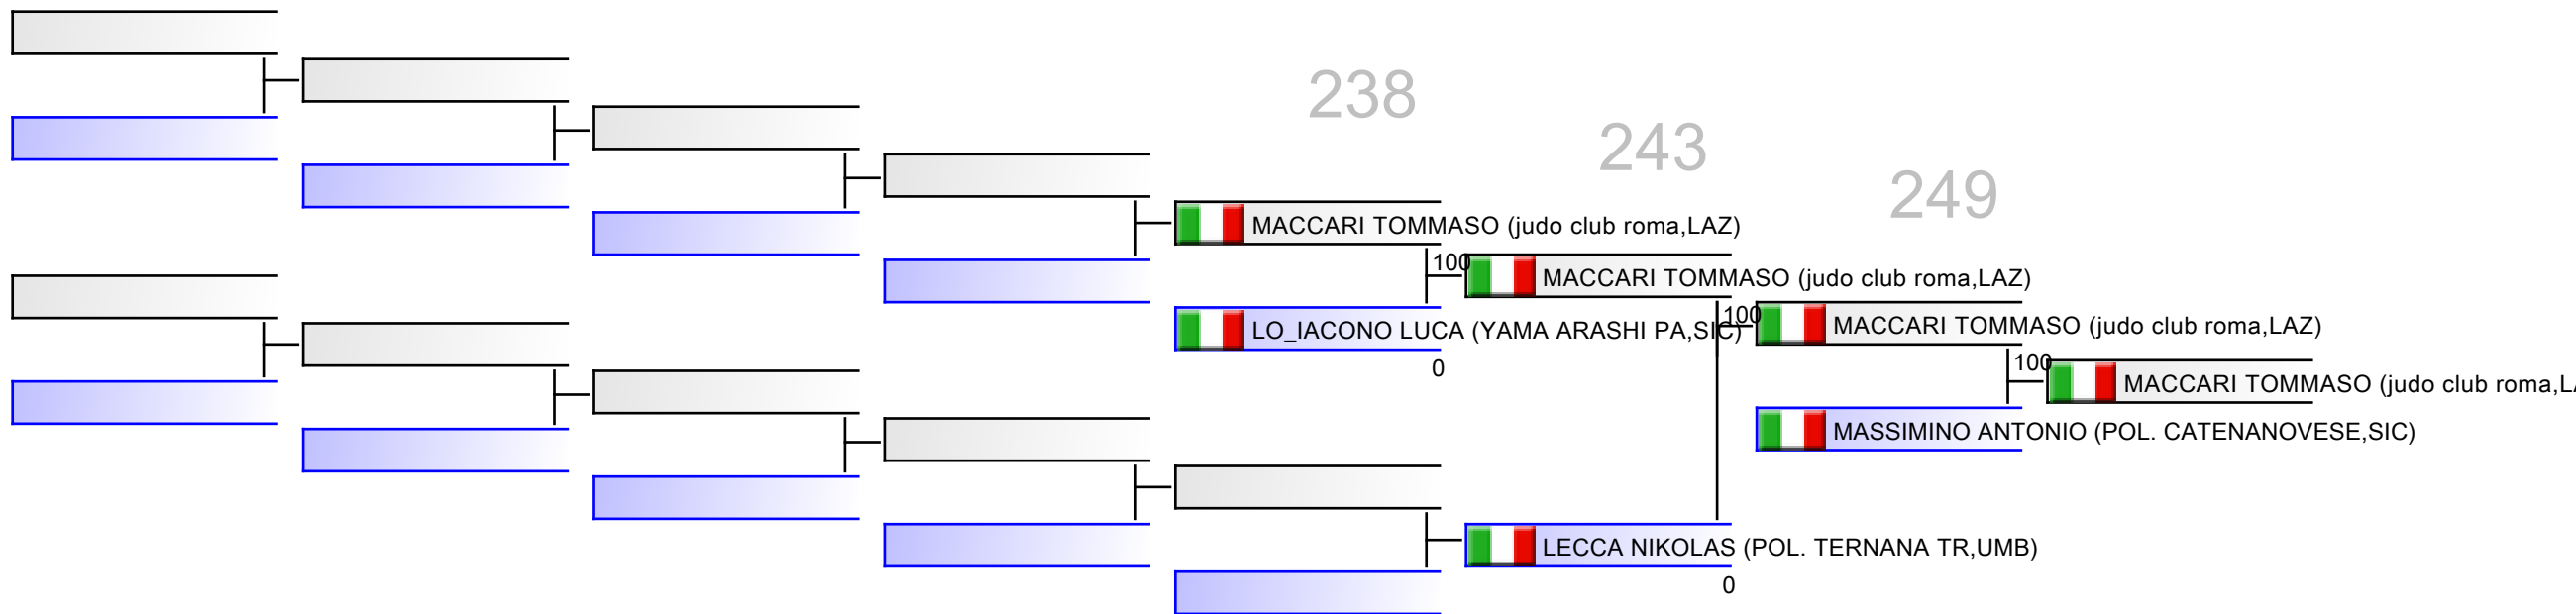 238
243
249
MACCARI TOMMASO (judo club roma,LAZ)
100
MACCARI TOMMASO (judo club roma,LAZ)
LO_IACONO LUCA (YAMA ARASHI PA,SIC)
0
100
MACCARI TOMMASO (judo club roma,LAZ)
100
MACCARI TOMMASO (judo club roma,LA
MASSIMINO ANTONIO (POL. CATENANOVESE,SIC)
LECCA NIKOLAS (POL. TERNANA TR,UMB)
0